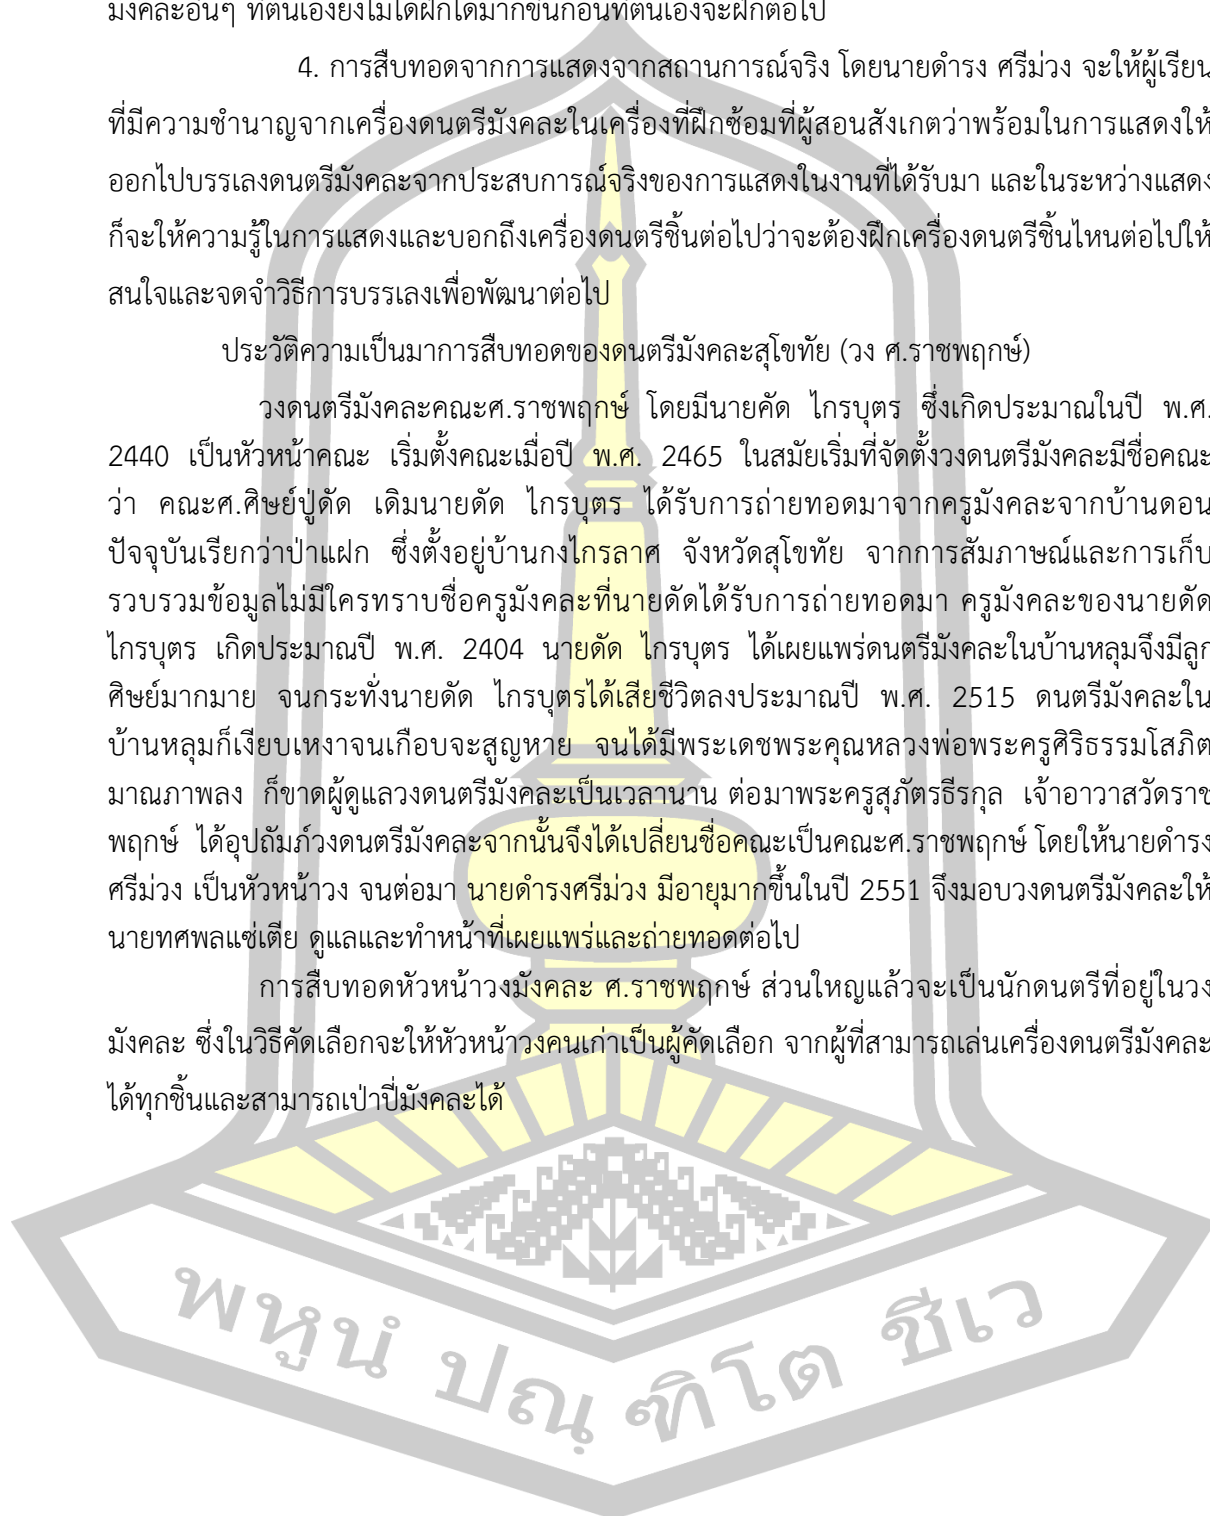 มังคละอื่นๆ ที่ตนเองยังไม่ได้ฝึกได้มากขึ้นก่อนที่ตนเองจะฝึกต่อไป
4. การสืบทอดจากการแสดงจากสถานการณ์จริง โดยนายดำรง ศรีม่วง จะให้ผู้เรียน
ที่มีความชำนาญจากเครื่องดนตรีมังคละในเครื่องที่ฝึกซ้อมที่ผู้สอนสังเกตว่าพร้อมในการแสดงให้
ออกไปบรรเลงดนตรีมังคละจากประสบการณ์จริงของการแสดงในงานที่ได้รับมา และในระหว่างแสดง
ก็จะให้ความรู้ในการแสดงและบอกถึงเครื่องดนตรีชิ้นต่อไปว่าจะต้องฝึกเครื่องดนตรีชิ้นไหนต่อไปให้
สนใจและจดจำวิธีการบรรเลงเพื่อพัฒนาต่อไป
ประวัติความเป็นมาการสืบทอดของดนตรีมังคละสุโขทัย (วง ศ.ราชพฤกษ์)
วงดนตรีมังคละคณะศ.ราชพฤกษ์ โดยมีนายคัด ไกรบุตร ซึ่งเกิดประมาณในปี พ.ศ.
2440 เป็นหัวหน้าคณะ เริ่มตั้งคณะเมื่อปี พ.ศ. 2465 ในสมัยเริ่มที่จัดตั้งวงดนตรีมังคละมีชื่อคณะ
ว่า คณะศ.ศิษย์ปู่ดัด เดิมนายดัด ไกรบุตร ได้รับการถ่ายทอดมาจากครูมังคละจากบ้านดอน
ปัจจุบันเรียกว่าป่าแฝก ซึ่งตั้งอยู่บ้านกงไกรลาศ จังหวัดสุโขทัย จากการสัมภาษณ์และการเก็บ
รวบรวมข้อมูลไม่มีใครทราบชื่อครูมังคละที่นายดัดได้รับการถ่ายทอดมา ครูมังคละของนายดัด
ไกรบุตร เกิดประมาณปี พ.ศ. 2404 นายดัด ไกรบุตร ได้เผยแพร่ดนตรีมังคละในบ้านหลุมจึงมีลูก
ศิษย์มากมาย จนกระทั่งนายดัด ไกรบุตรได้เสียชีวิตลงประมาณปี พ.ศ. 2515 ดนตรีมังคละใน
บ้านหลุมก็เงียบเหงาจนเกือบจะสูญหาย จนได้มีพระเดชพระคุณหลวงพ่อพระครูศิริธรรมโสภิต
มาณภาพลง ก็ขาดผู้ดูแลวงดนตรีมังคละเป็นเวลานาน ต่อมาพระครูสุภัตรธีรกุล เจ้าอาวาสวัดราช
พฤกษ์ ได้อุปถัมภ์วงดนตรีมังคละจากนั้นจึงได้เปลี่ยนชื่อคณะเป็นคณะศ.ราชพฤกษ์ โดยให้นายดำรง
ศรีม่วง เป็นหัวหน้าวง จนต่อมา นายดำรงศรีม่วง มีอายุมากขึ้นในปี 2551 จึงมอบวงดนตรีมังคละให้
นายทศพลแซ่เตีย ดูแลและทำหน้าที่เผยแพร่และถ่ายทอดต่อไป
การสืบทอดหัวหน้าวงมังคละ ศ.ราชพฤกษ์ ส่วนใหญ่แล้วจะเป็นนักดนตรีที่อยู่ในวง
มังคละ ซึ่งในวิธีคัดเลือกจะให้หัวหน้าวงคนเก่าเป็นผู้คัดเลือก จากผู้ที่สามารถเล่นเครื่องดนตรีมังคละ
ได้ทุกชิ้นและสามารถเป่าปี่มังคละได้
พหูนํ ปณฺฑิโต ชีเว